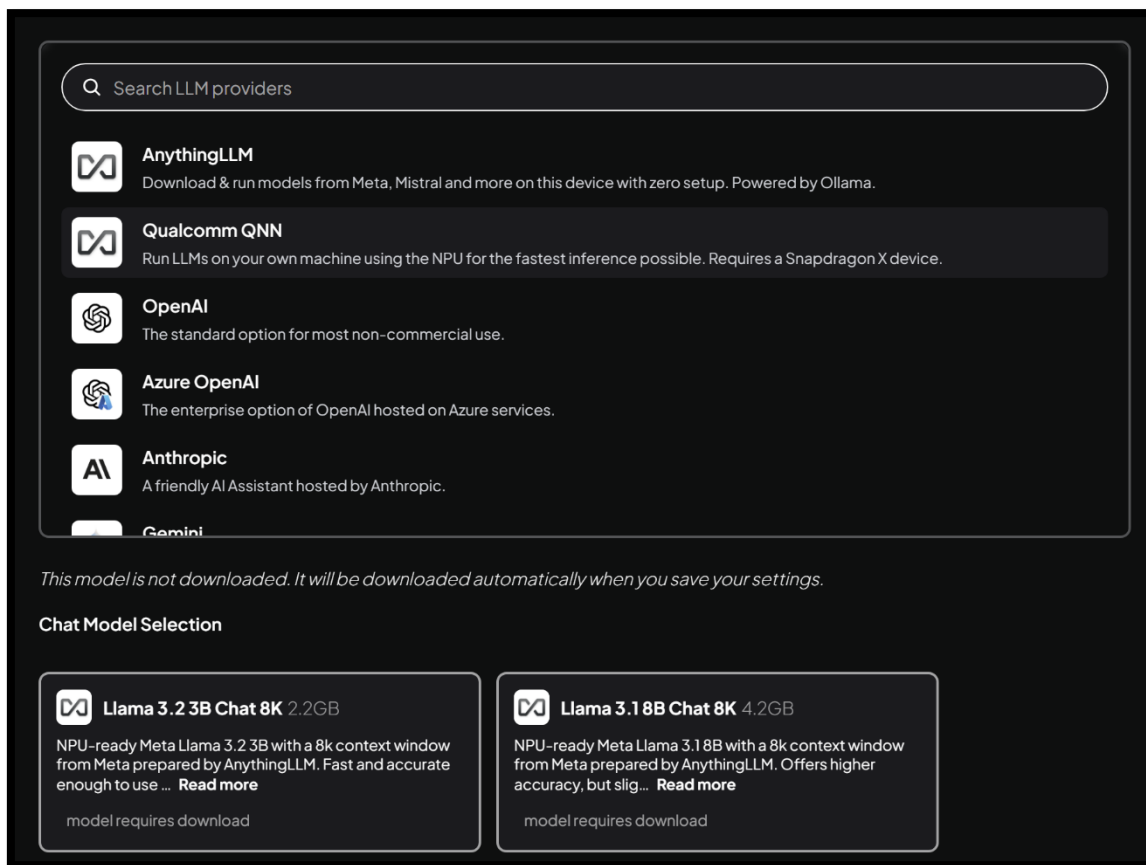 Search LLM providers
AnythingLLM
Download & run models from Meta, Mistral and more on this device with zero setup. Powered by Ollama.
Qualcomm QNN
Run LLMs on your own machine using the NPU for the fastest inference possible. Requires a Snapdragon X device.
OpenAI
The standard option for most non-commercial use.
Azure OpenAI
The enterprise option of OpenAI hosted on Azure services.
Anthropic
A friendly AI Assistant hosted by Anthropic.
Gemini
This model is not downloaded. It will be downloaded automatically when you save your settings.
Chat Model Selection
Llama 3.2 3B Chat 8K 2.2GB
NPU-ready Meta Llama 3.2 3B with a 8k context window
from Meta prepared by AnythingLLM. Fast and accurate
enough to use ... Read more
model requires download
Llama 3.1 8B Chat 8K 4.2GB
NPU-ready Meta Llama 3.1 8B with a 8k context window
from Meta prepared by AnythingLLM. Offers higher
accuracy, but slig... Read more
model requires download